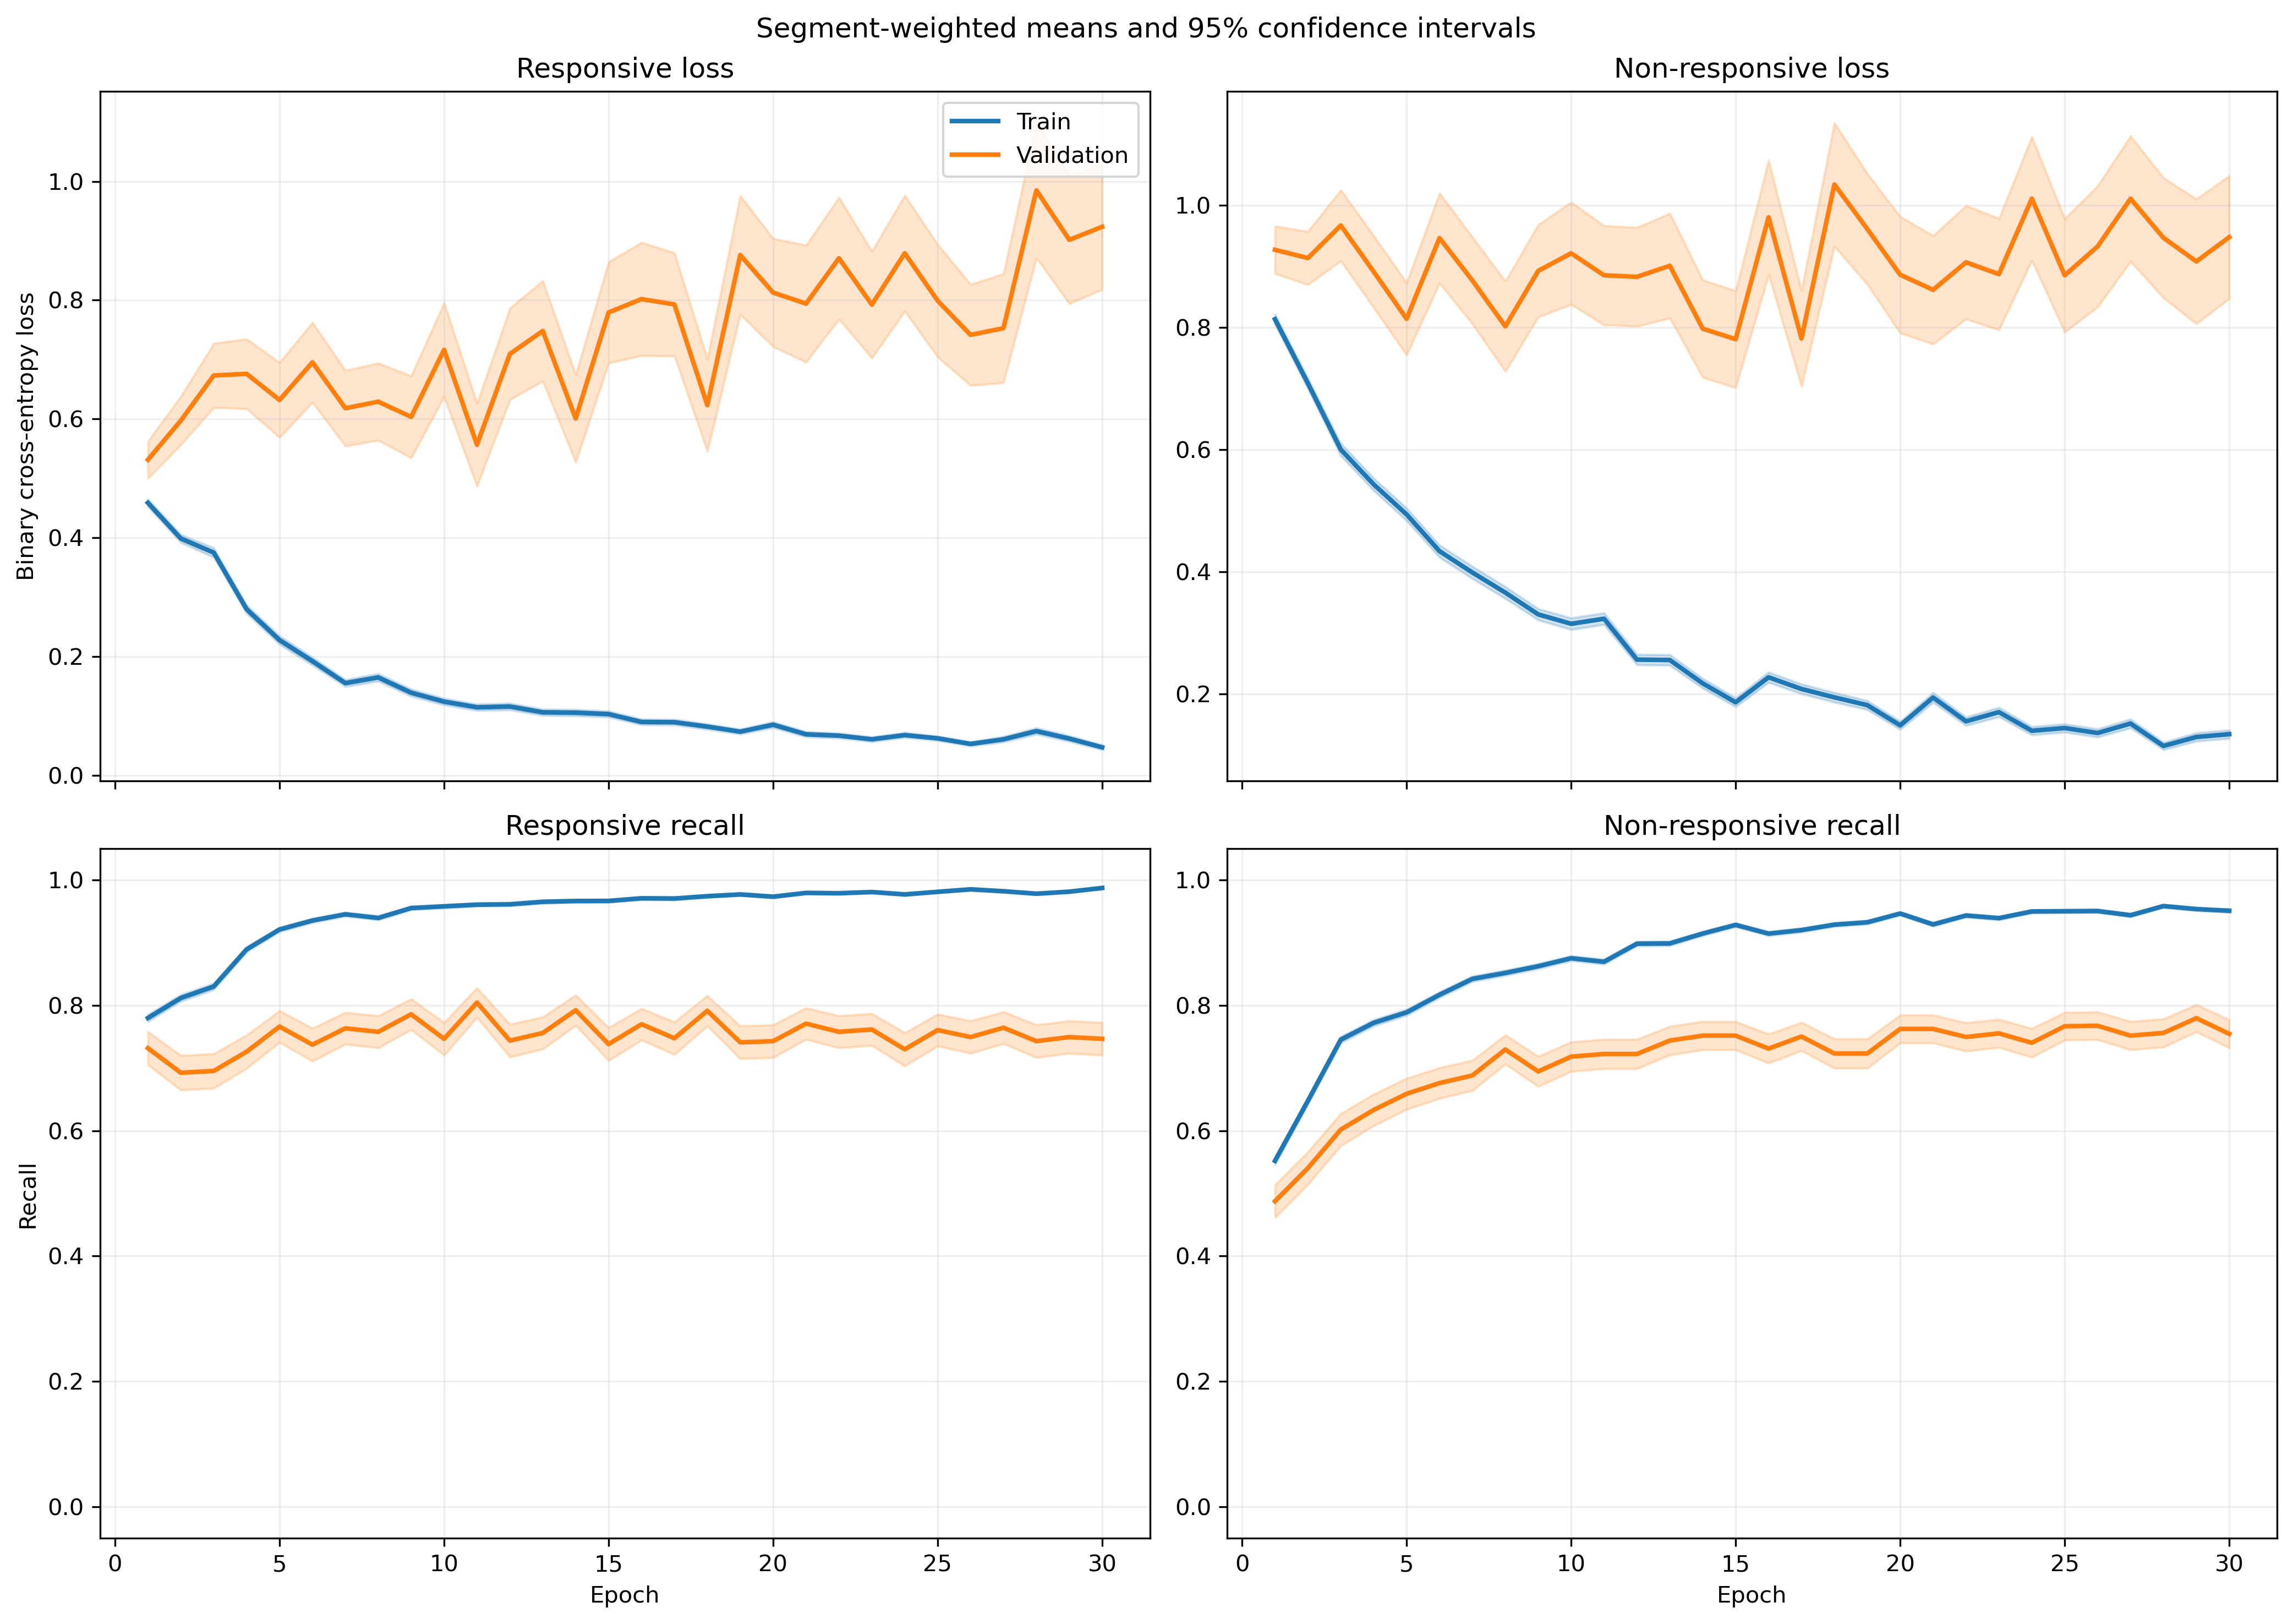 Segment-weighted means and 95% confidence intervals
Responsive loss
Train
Validation
Binary cross-entropy loss
1.0
0.8
0.6
0.4
0.2
0.0
Non-responsive loss
1.0
0.8
0.6
0.4
0.2
Responsive recall
Recall
1.0
0.8
0.6
0.4
0.2
0.0
0 5 10 15 20 25 30
Epoch
Non-responsive recall
1.0
0.8
0.6
0.4
0.2
0.0
0 5 10 15 20 25 30
Epoch